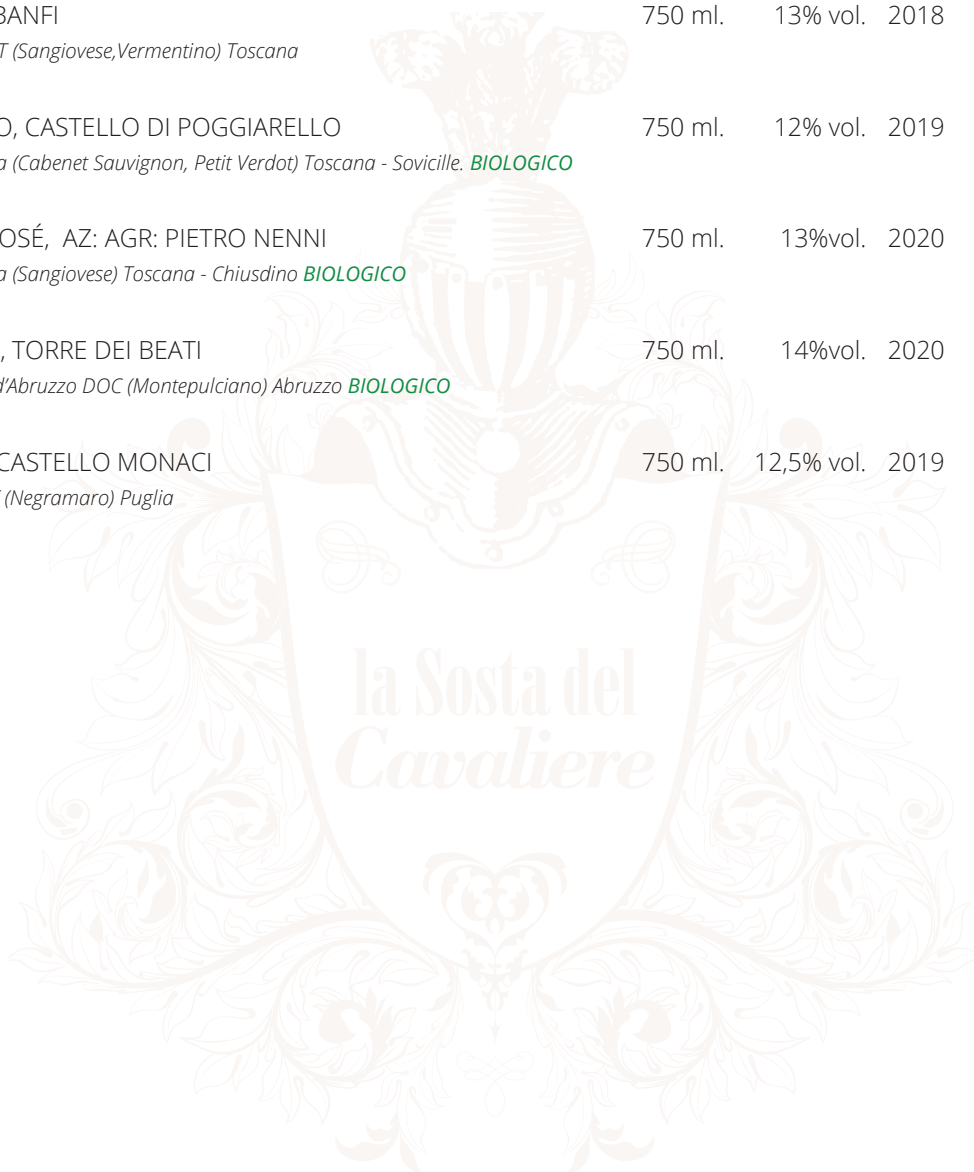 BANFI 750 ml. 13% vol. 2018
T (Sangiovese,Vermentino) Toscana
O, CASTELLO DI POGGIARELLO 750 ml. 12% vol. 2019
a (Cabenet Sauvignon, Petit Verdot) Toscana - Sovicille. BIOLOGICO
OSÉ, AZ: AGR: PIETRO NENNI 750 ml. 13%vol. 2020
a (Sangiovese) Toscana - Chiusdino BIOLOGICO
, TORRE DEI BEATI 750 ml. 14%vol. 2020
d'Abruzzo DOC (Montepulciano) Abruzzo BIOLOGICO
CASTELLO MONACI 750 ml. 12,5% vol. 2019
(Negramaro) Puglia
la Sosta del
Cavaliere